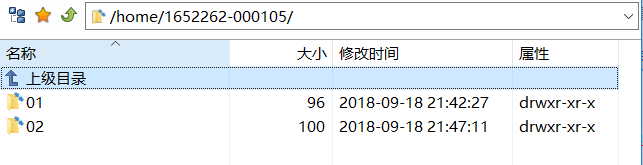 /home/1652262-000105/
名称 大小 修改时间 属性
上级目录
01 96 2018-09-18 21:42:27 drwxr-xr-x
02 100 2018-09-18 21:47:11 drwxr-xr-x